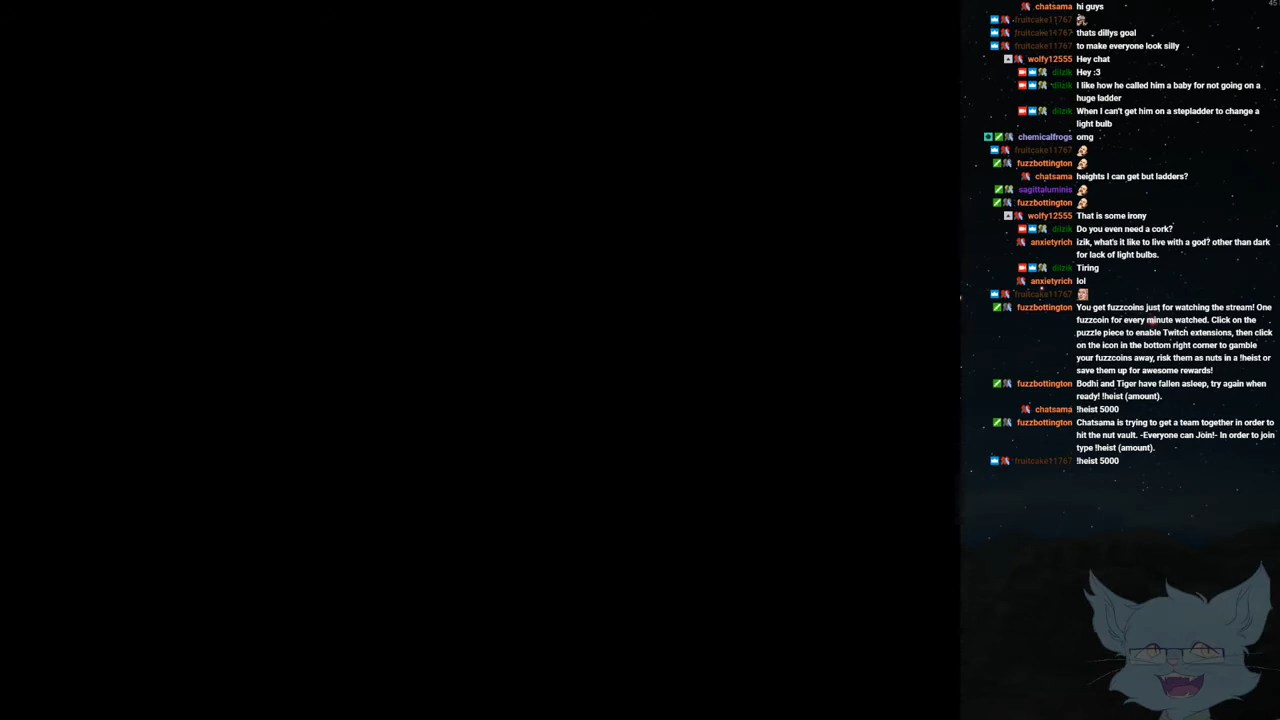 45
chatsama hi guys
fruitcake11767
fruitcake11767 thats dillys goal
fruitcake11767 to make everyone look silly
wolfy12555 Hey chat
dilzik Hey :3
dilzik I like how he called him a baby for not going on a
huge ladder
dilzik When I can't get him on a stepladder to change a
light bulb
chemicalfrogs omg
fruitcake11767
fuzzbottington
chatsama heights I can get but ladders?
sagittaluminis
fuzzbottington
wolfy12555 That is some irony
dilzik Do you even need a cork?
anxietyrich izik, what's it like to live with a god? other than dark
for lack of light bulbs.
dilzik Tiring
anxietyrich lol
fruitcake11767
fuzzbottington You get fuzzcoins just for watching the stream! One
fuzzcoin for every minute watched. Click on the
puzzle piece to enable Twitch extensions, then click
on the icon in the bottom right corner to gamble
your fuzzcoins away, risk them as nuts in a !heist or
save them up for awesome rewards!
fuzzbottington Bodhi and Tiger have fallen asleep, try again when
ready! !heist (amount).
chatsama !heist 5000
fuzzbottington Chatsama is trying to get a team together in order to
hit the nut vault. -Everyone can Join!- In order to join
type !heist (amount).
fruitcake11767 !heist 5000